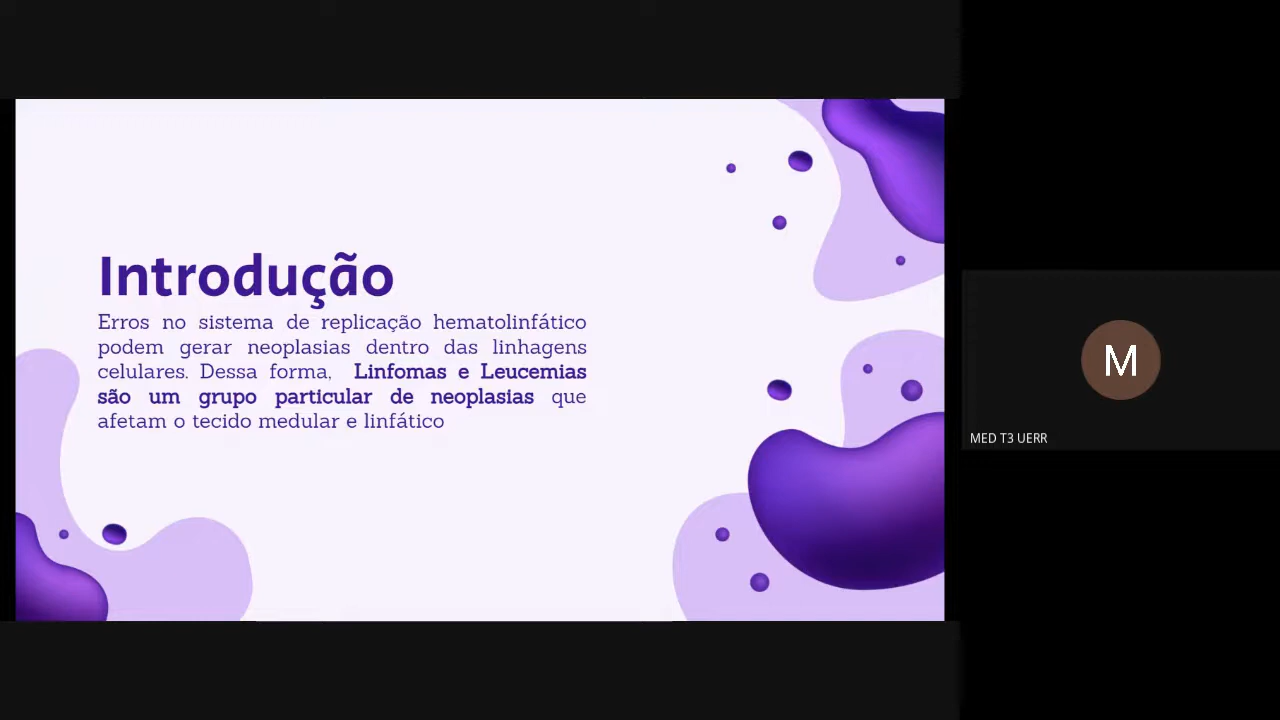 Introdução
Erros no sistema de replicação hematolinfático
podem gerar neoplasias dentro das linhagens
celulares. Dessa forma, Linfomas e Leucemias
são um grupo particular de neoplasias que
afetam o tecido medular e linfático
M
MED T3 UERR